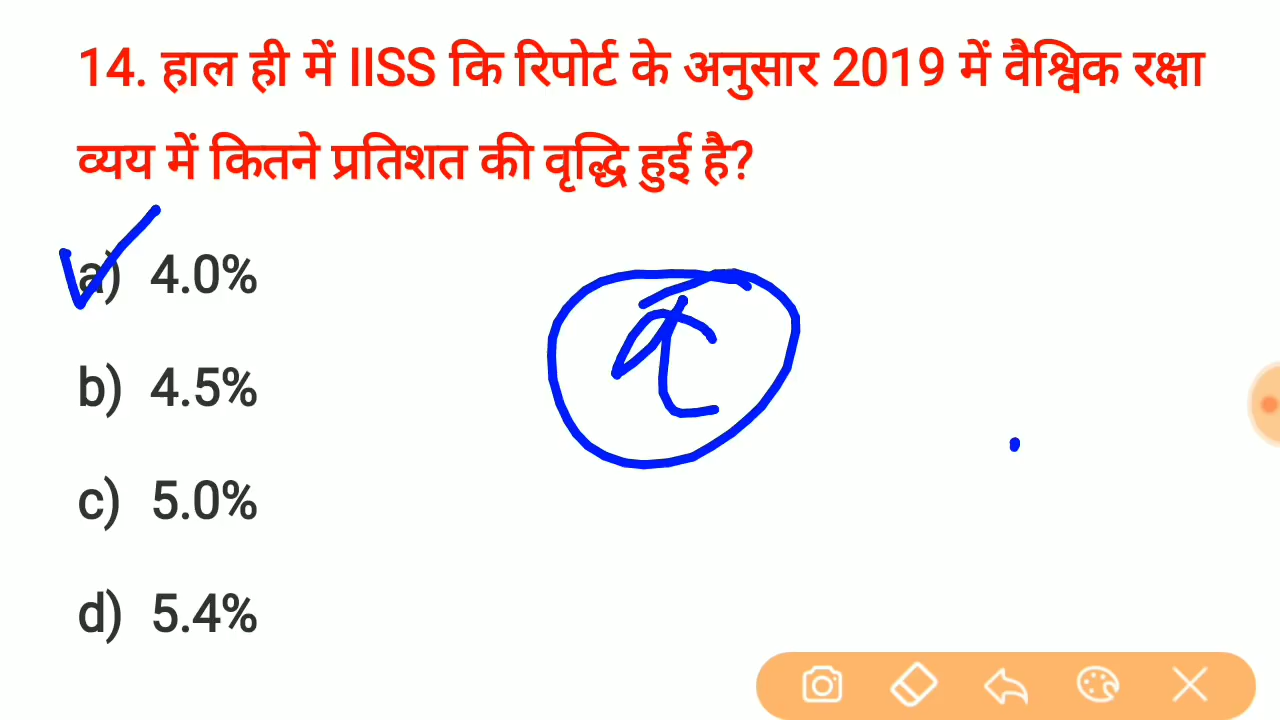 14. हाल ही में IISS कि रिपोर्ट के अनुसार 2019 में वैश्विक रक्षा
व्यय में कितने प्रतिशत की वृद्धि हुई है?
a) 4.0%
b) 4.5%
c) 5.0%
d) 5.4%